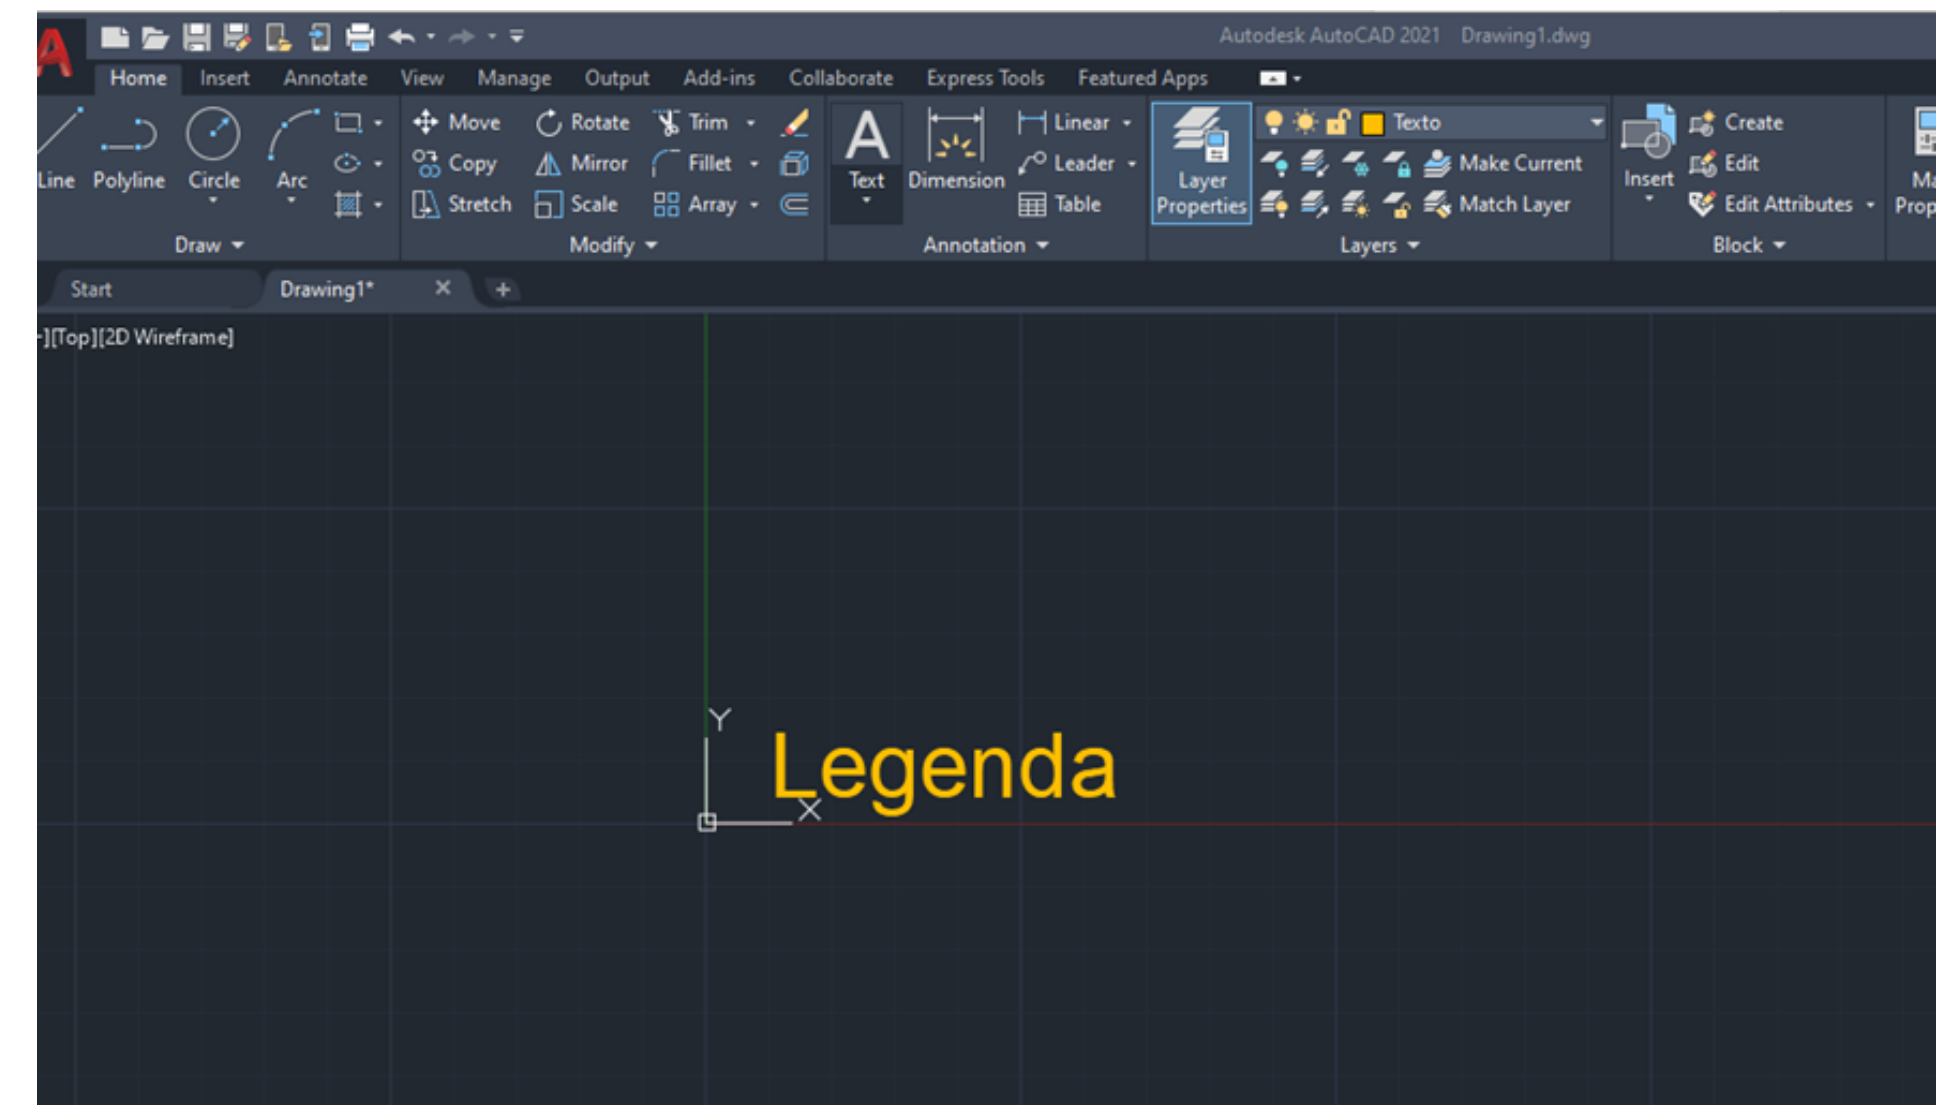 Autodesk AutoCAD 2021 Drawing1.dwg
Home Insert Annotate View Manage Output Add-ins Collaborate Express Tools Featured Apps
Line Polyline Circle Arc
Move Rotate Trim
Copy Mirror Fillet
Stretch Scale Array
Text Dimension
Linear
Leader
Table
Layer
Properties
Texto
Make Current
Match Layer
Insert
Create
Edit
Edit Attributes
Draw Modify Annotation Layers Block
Start Drawing1*
][Top][2D Wireframe]
Y
Legenda
X